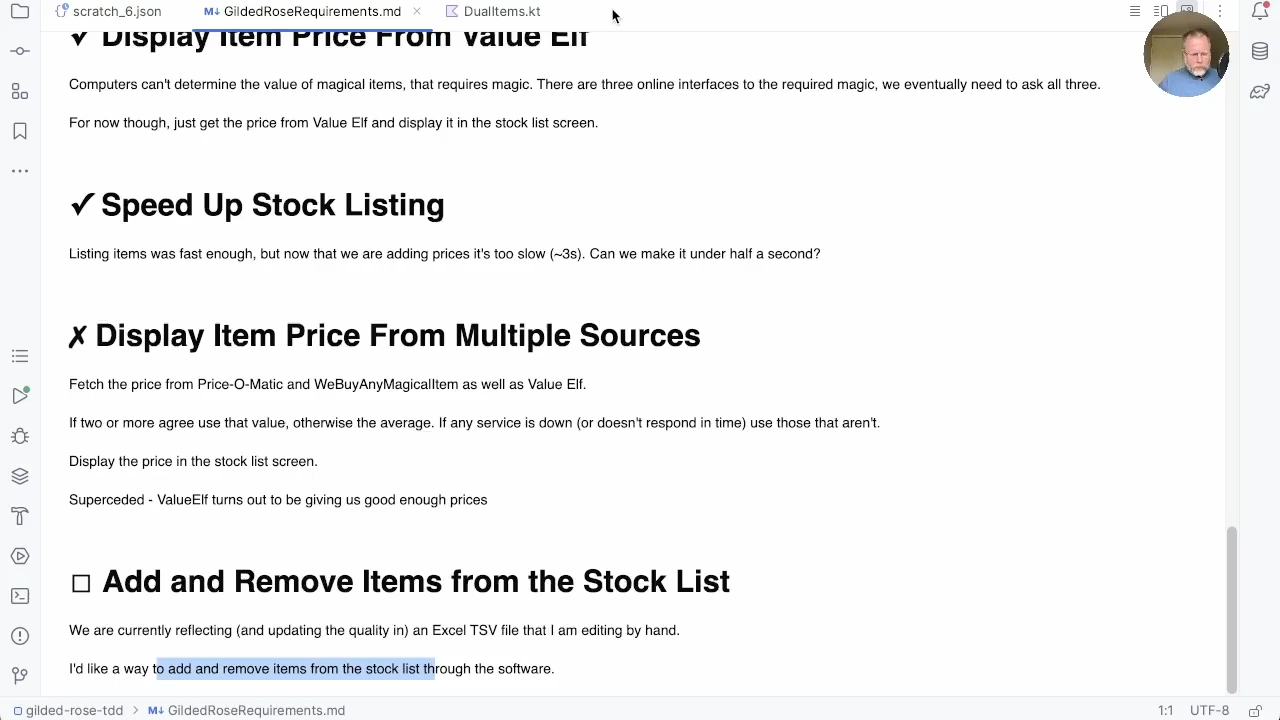 scratch_6.json
GildedRoseRequirements.md
DualItems.kt
✓ Display Item Price From Value Elf
Computers can't determine the value of magical items, that requires magic. There are three online interfaces to the required magic, we eventually need to ask all three.
For now though, just get the price from Value Elf and display it in the stock list screen.
✓ Speed Up Stock Listing
Listing items was fast enough, but now that we are adding prices it's too slow (~3s). Can we make it under half a second?
✗ Display Item Price From Multiple Sources
Fetch the price from Price-O-Matic and WeBuyAnyMagicalItem as well as Value Elf.
If two or more agree use that value, otherwise the average. If any service is down (or doesn't respond in time) use those that aren't.
Display the price in the stock list screen.
Superceded - ValueElf turns out to be giving us good enough prices
☐ Add and Remove Items from the Stock List
We are currently reflecting (and updating the quality in) an Excel TSV file that I am editing by hand.
I'd like a way to add and remove items from the stock list through the software.
gilded-rose-tdd > M↓ GildedRoseRequirements.md 1:1 UTF-8